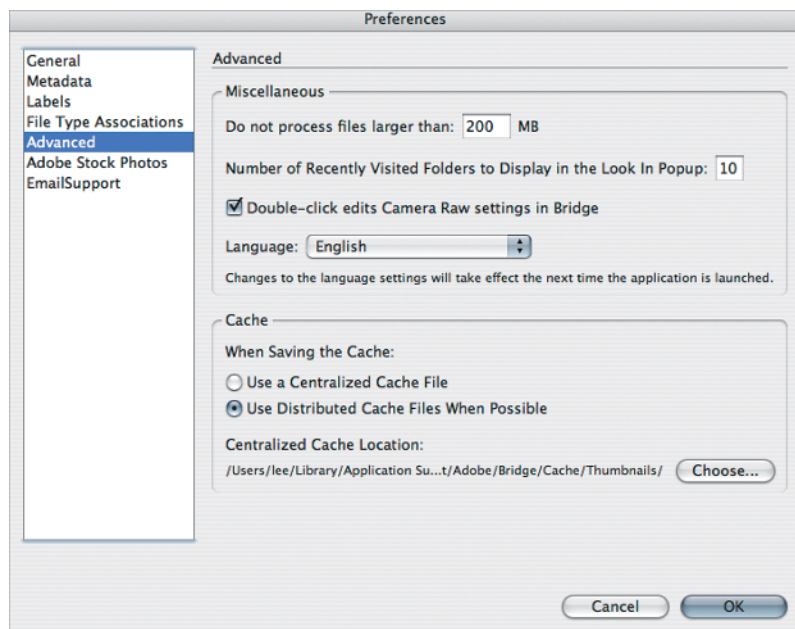 Preferences
General
Metadata
Labels
File Type Associations
Advanced
Adobe Stock Photos
EmailSupport
Advanced
Miscellaneous
Do not process files larger than: 200 MB
Number of Recently Visited Folders to Display in the Look In Popup: 10
Double-click edits Camera Raw settings in Bridge
Language: English
Changes to the language settings will take effect the next time the application is launched.
Cache
When Saving the Cache:
Use a Centralized Cache File
Use Distributed Cache Files When Possible
Centralized Cache Location:
/Users/lee/Library/Application Su...t/Adobe/Bridge/Cache/Thumbnails/ Choose...
Cancel OK